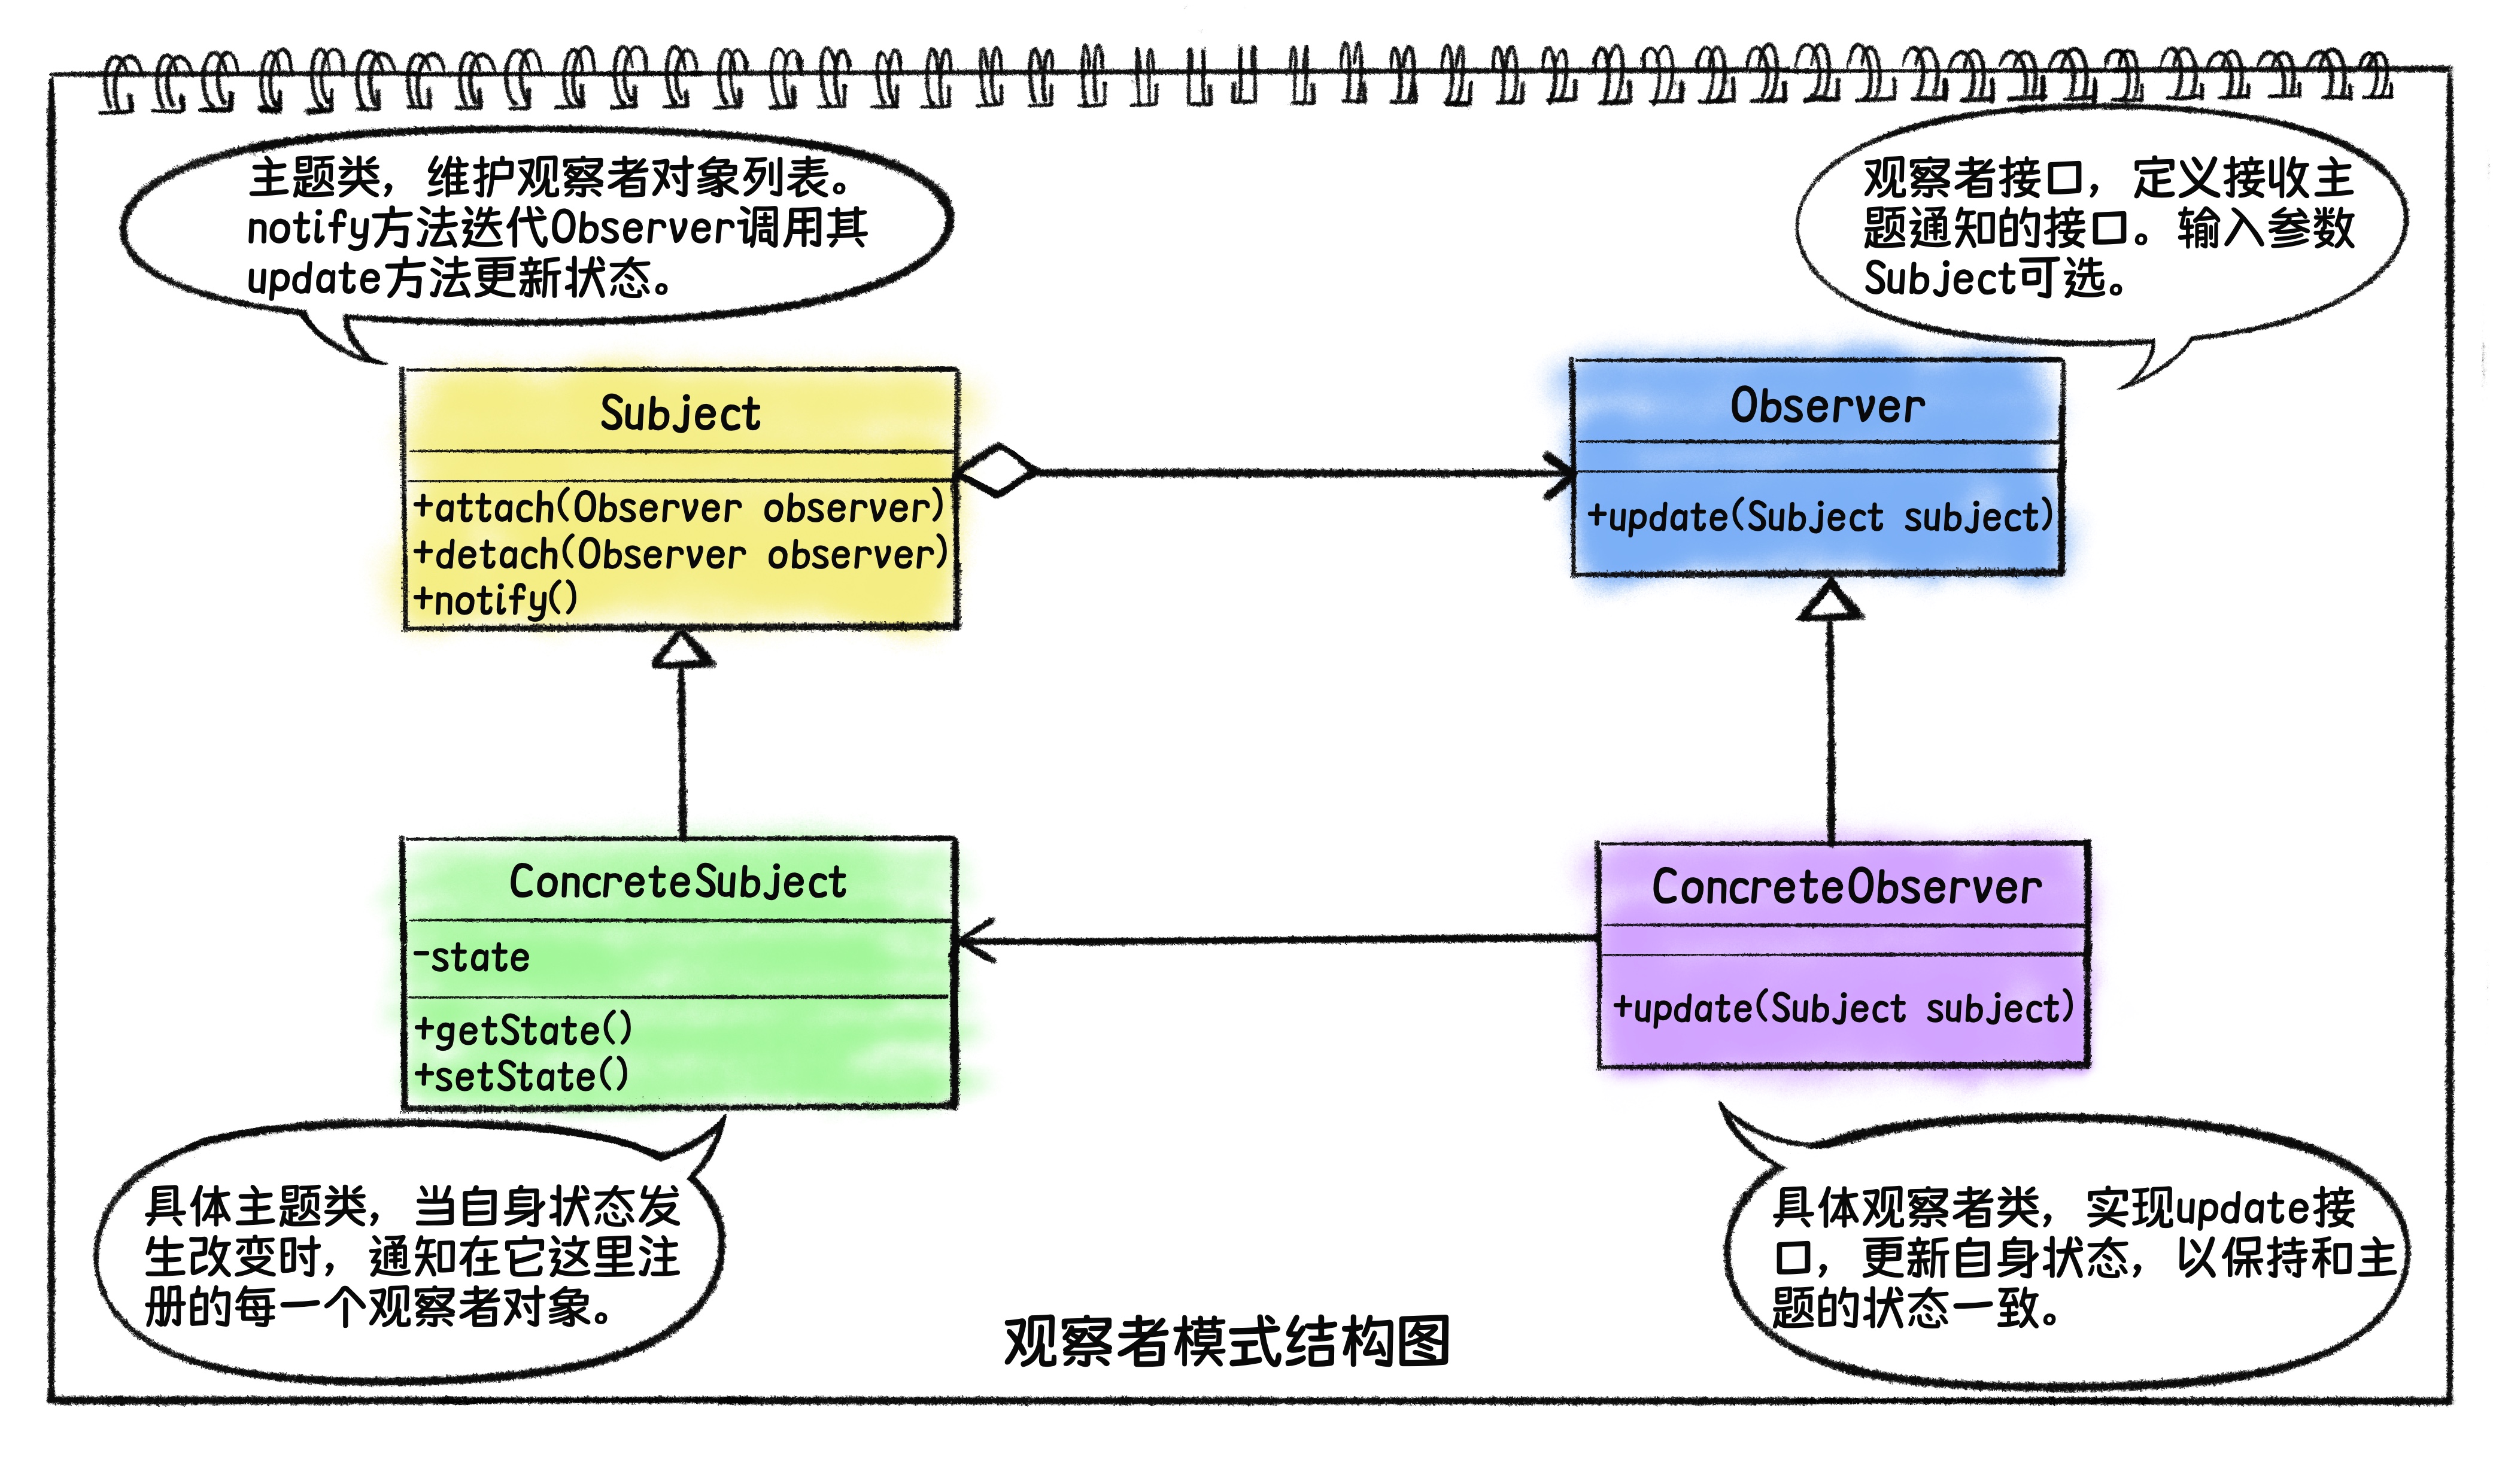 主题类，维护观察者对象列表。
notify方法迭代Observer调用其
update方法更新状态。
观察者接口，定义接收主
题通知的接口。输入参数
Subject可选。
Subject
+attach(Observer observer)
+detach(Observer observer)
+notify()
Observer
+update(Subject subject)
ConcreteSubject
-state
+getState()
+setState()
ConcreteObserver
+update(Subject subject)
具体主题类，当自身状态发
生改变时，通知在它这里注
册的每一个观察者对象。
具体观察者类，实现update接
口，更新自身状态，以保持和主
题的状态一致。
观察者模式结构图